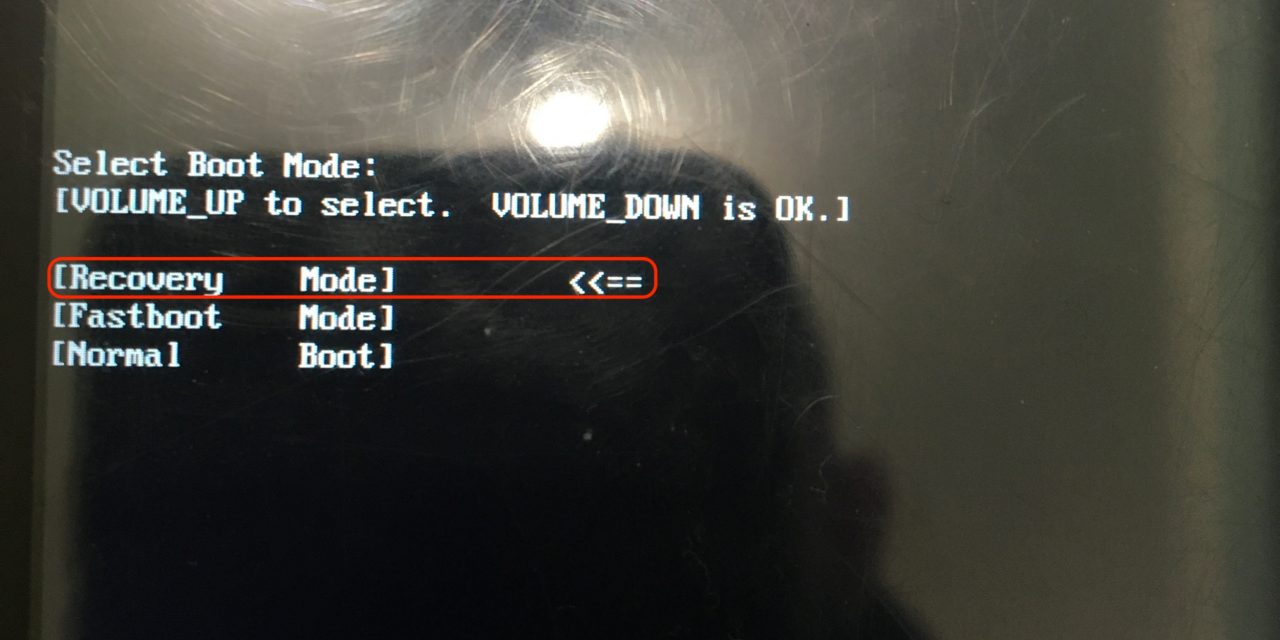 Select Boot Mode:
[VOLUME_UP to select. VOLUME_DOWN is OK.]
[Recovery Mode] <<==
[Fastboot Mode]
[Normal Boot]